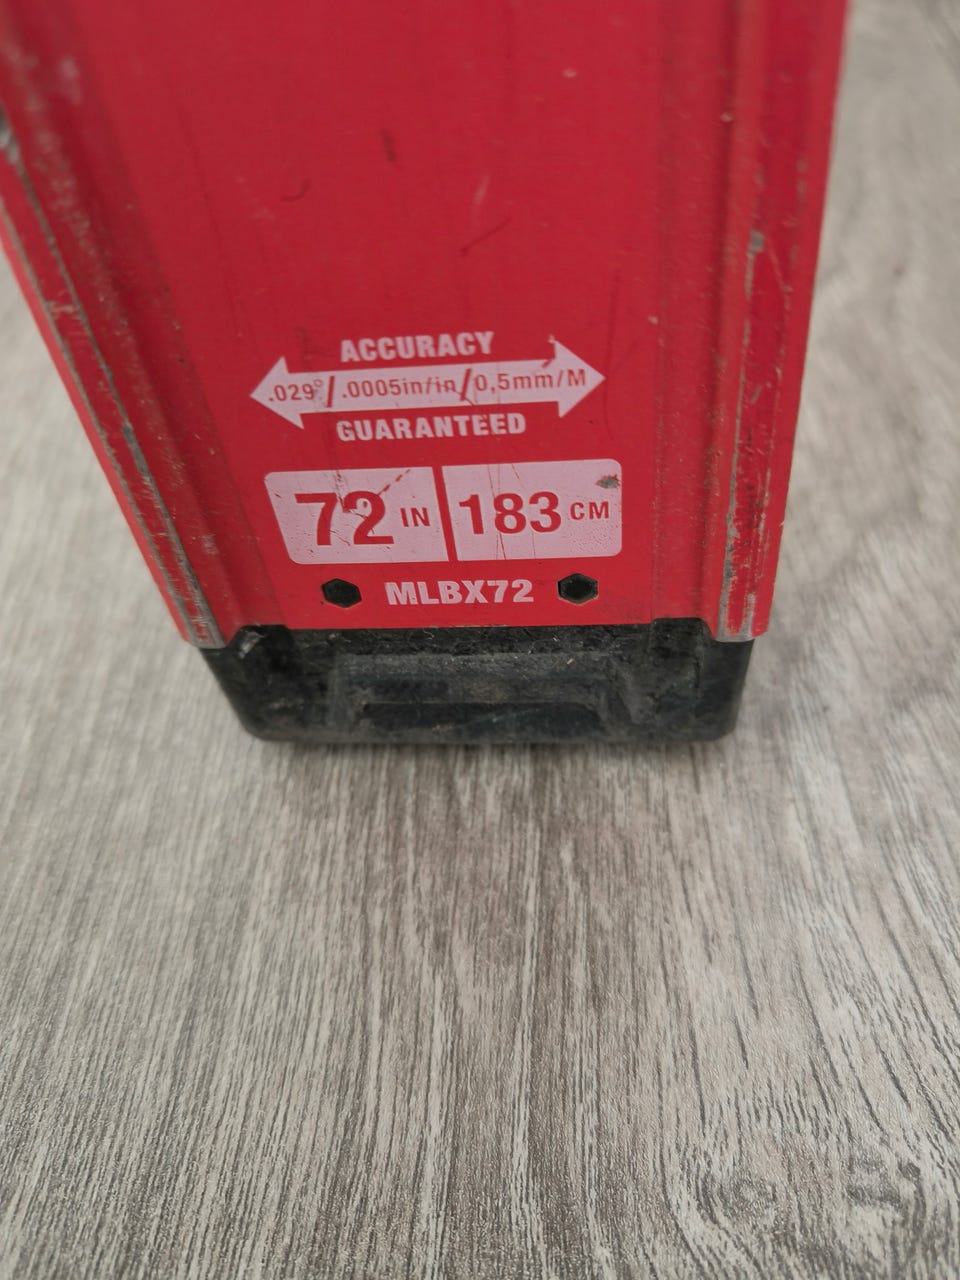 ACCURACY
.029°/.0005in/in/0,5mm/M
GUARANTEED
72 IN 183 CM
MLBX72